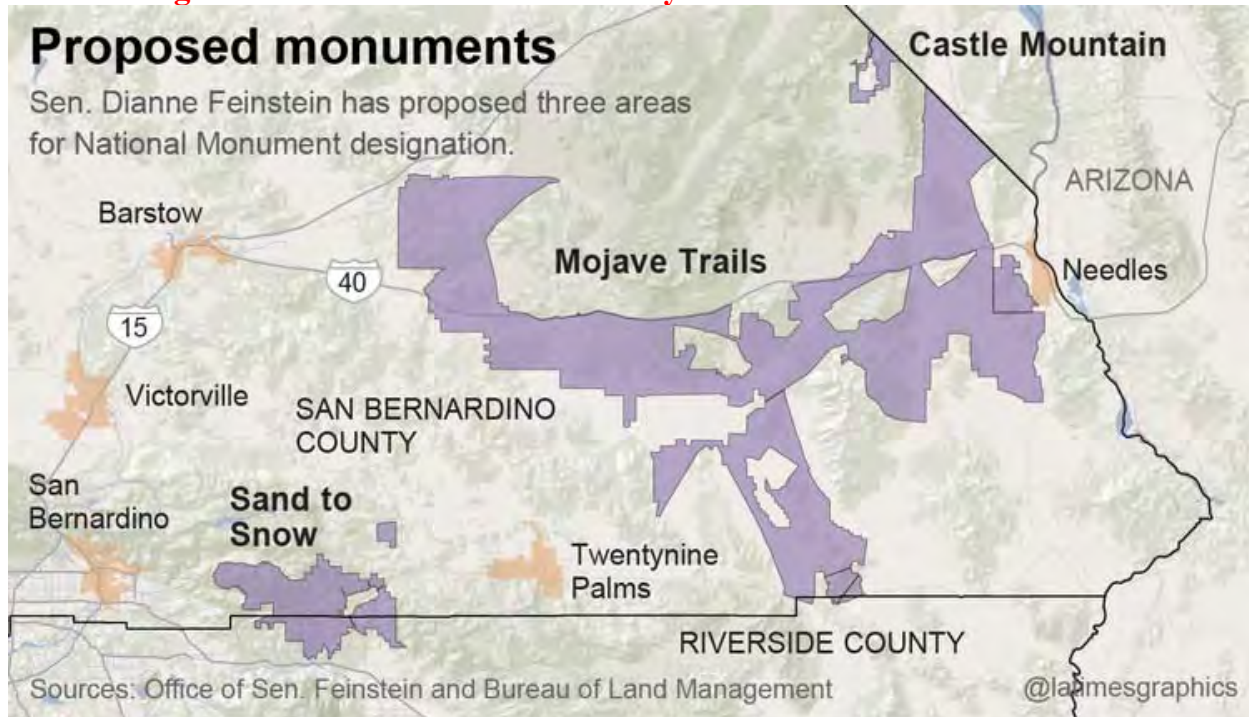 Proposed monuments
Sen. Dianne Feinstein has proposed three areas
for National Monument designation.
Castle Mountain
ARIZONA
Barstow
Mojave Trails
Needles
40
15
Victorville
SAN BERNARDINO
COUNTY
San
Bernardino
Sand to
Snow
Twentynine
Palms
RIVERSIDE COUNTY
Sources: Office of Sen. Feinstein and Bureau of Land Management
@latimesgraphics